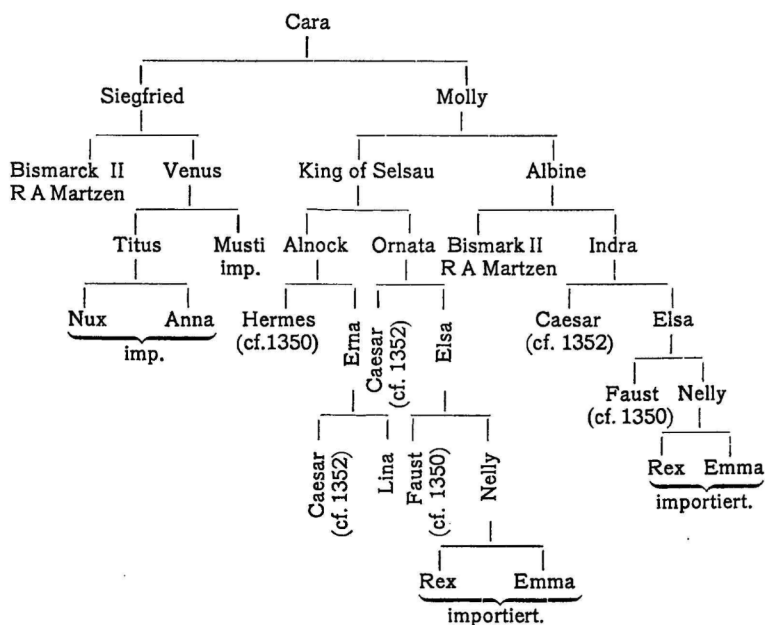 Cara
Siegfried Molly
Bismarck II Venus King of Selsau Albine
R A Martzen
Titus Musti Alnock Ornata Bismark II Indra
imp. R A Martzen
Nux Anna Hermes Erna Caesar Elsa Caesar Elsa
imp. (cf.1350) (cf. 1352) (cf. 1352)
Faust Nelly
(cf. 1350)
Caesar Lina Faust Nelly Rex Emma
(cf. 1352) (cf. 1350) importiert.
Rex Emma
importiert.